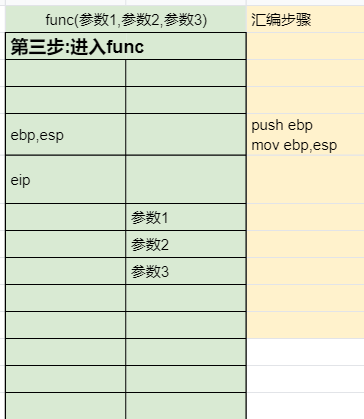 func(参数1,参数2,参数3) 汇编步骤
第三步:进入func
ebp,esp push ebp
mov ebp,esp
eip
参数1
参数2
参数3